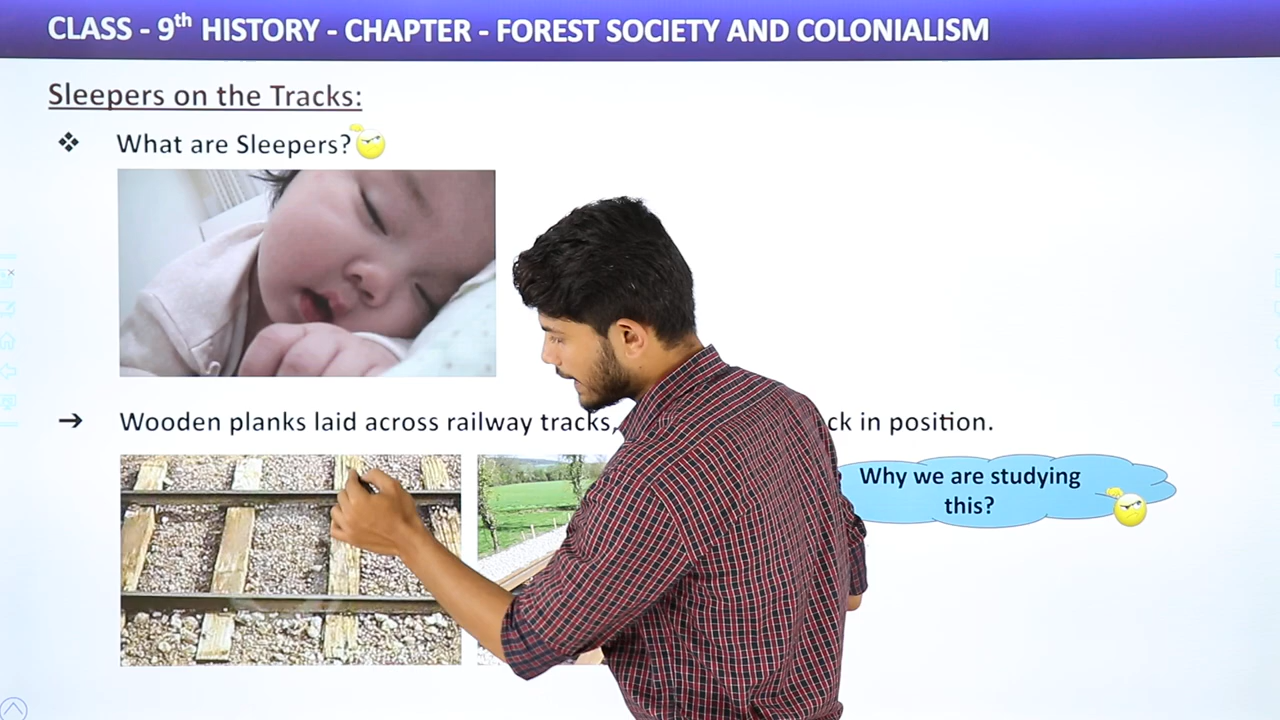 CLASS - 9th HISTORY - CHAPTER - FOREST SOCIETY AND COLONIALISM
Sleepers on the Tracks:
❖ What are Sleepers?
➔ Wooden planks laid across railway tracks, ck in position.
Why we are studying
this?